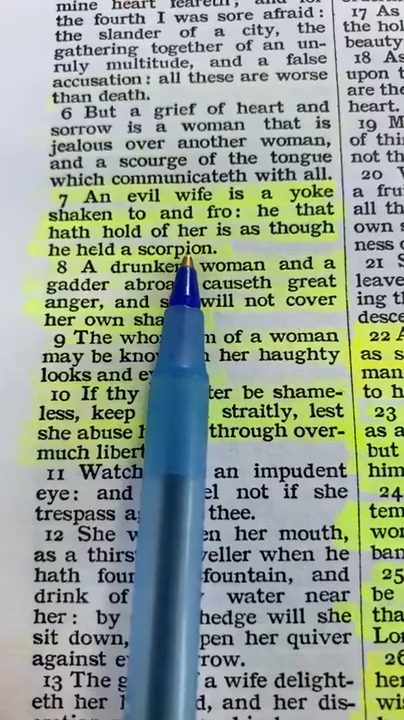 mine heart feareth; and for
the fourth I was sore afraid:
the slander of a city, the
gathering together of an un-
ruly multitude, and a false
accusation: all these are worse
than death.
6 But a grief of heart and
sorrow is a woman that is
jealous over another woman,
and a scourge of the tongue
which communicateth with all.
7 An evil wife is a yoke
shaken to and fro: he that
hath hold of her is as though
he held a scorpion.
8 A drunken woman and a
gadder abroa causeth great
anger, and s will not cover
her own sha
9 The who m of a woman
may be kno her haughty
looks and e
10 If thy ter be shame-
less, keep straitly, lest
she abuse h through over-
much libert
11 Watch an impudent
eye: and el not if she
trespass a thee.
12 She w en her mouth,
as a thirs veller when he
hath four fountain, and
drink of water near
her: by hedge will she
sit down, pen her quiver
against e row.
13 The g a wife delight-
eth her d, and her dis-
17 As
the hol
beauty
18 As
upon t
are the
heart.
19 M
of thi
not th
20
a fru
all th
own s
ness o
21 S
leave
ing t
desce
22 A
as s
man
to h
23
as a
but
him
24
tem
wor
ban
25
be
tha
Lor
26
her
wis